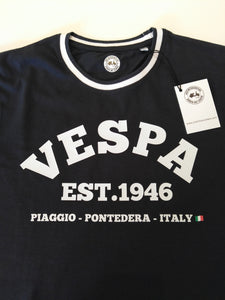 VESPA
EST.1946
PIAGGIO - PONTEDERA - ITALY